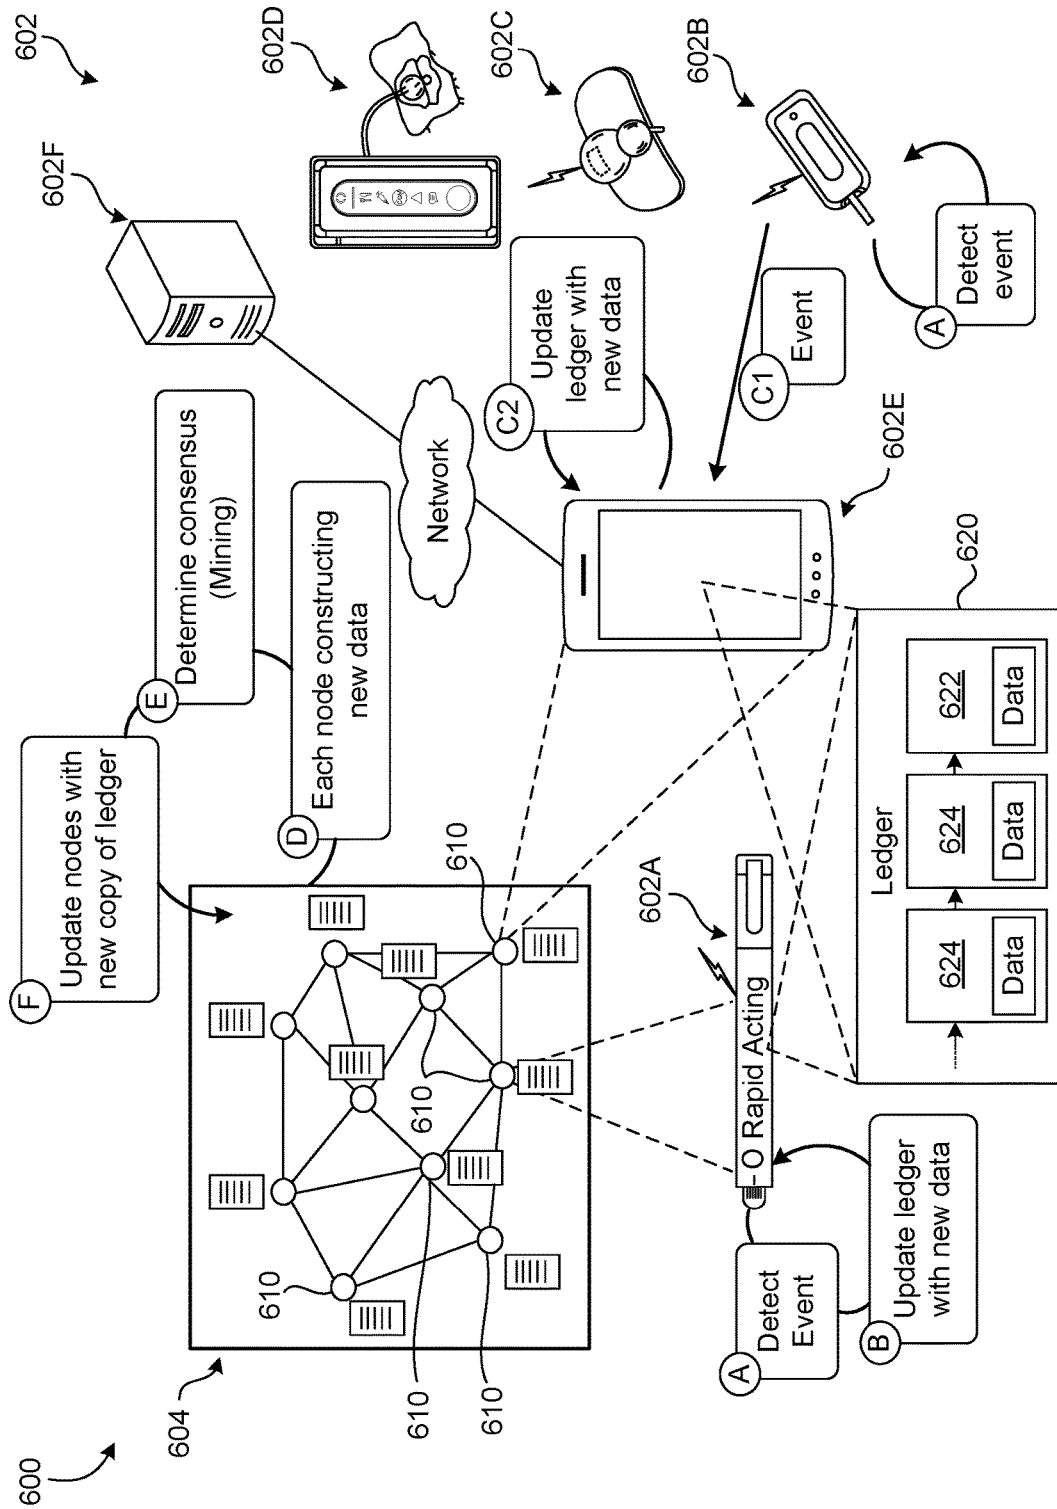 600
602
F
Update nodes with
new copy of ledger
602F
E
Determine consensus
(Mining)
604
602D
D
Each node constructing
new data
610
610
610
610
610
Network
602C
C2
Update
ledger with
new data
602B
602A
C1
Event
A
Detect
event
A
Detect
Event
O Rapid Acting
602E
B
Update ledger
with new data
Ledger
620
624
624
622
Data
Data
Data